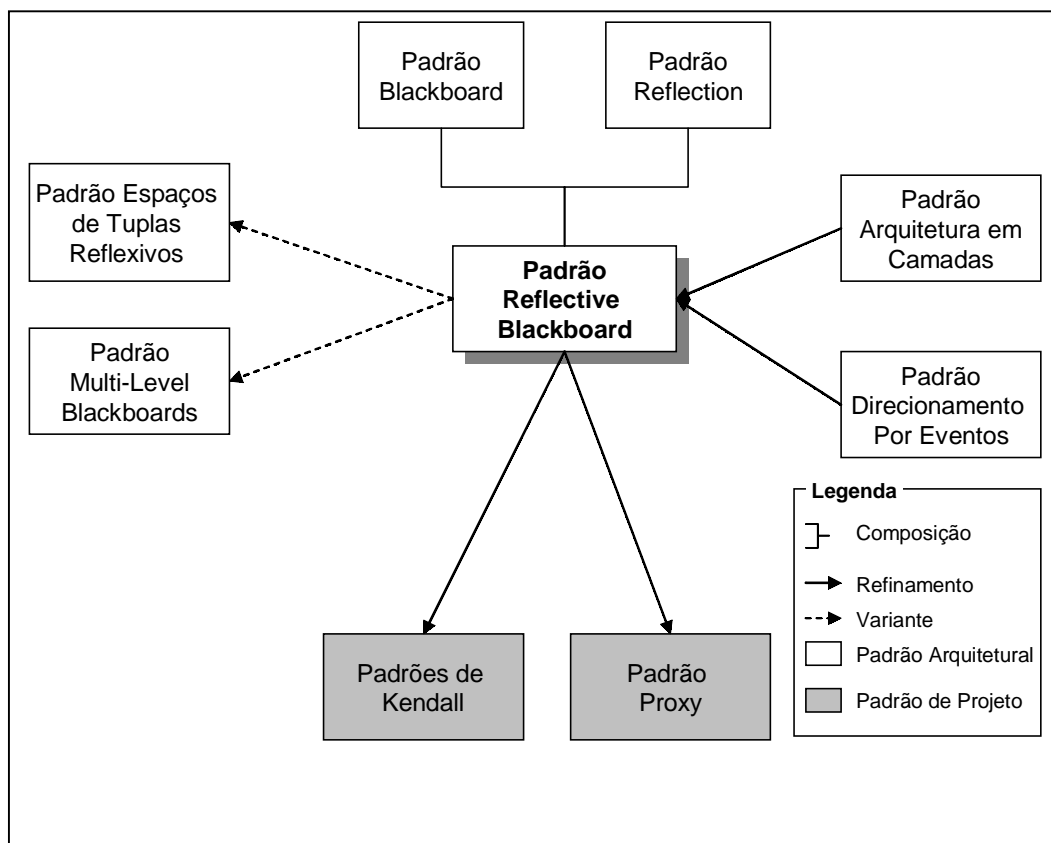 Padrão
Blackboard
Padrão
Reflection
Padrão Espaços
de Tuplas
Reflexivos
Padrão
Arquitetura em
Camadas
Padrão
Reflective
Blackboard
Padrão
Multi-Level
Blackboards
Padrão
Direcionamento
Por Eventos
Legenda
Composição
Refinamento
Variante
Padrão Arquitetural
Padrão de Projeto
Padrões de
Kendall
Padrão
Proxy